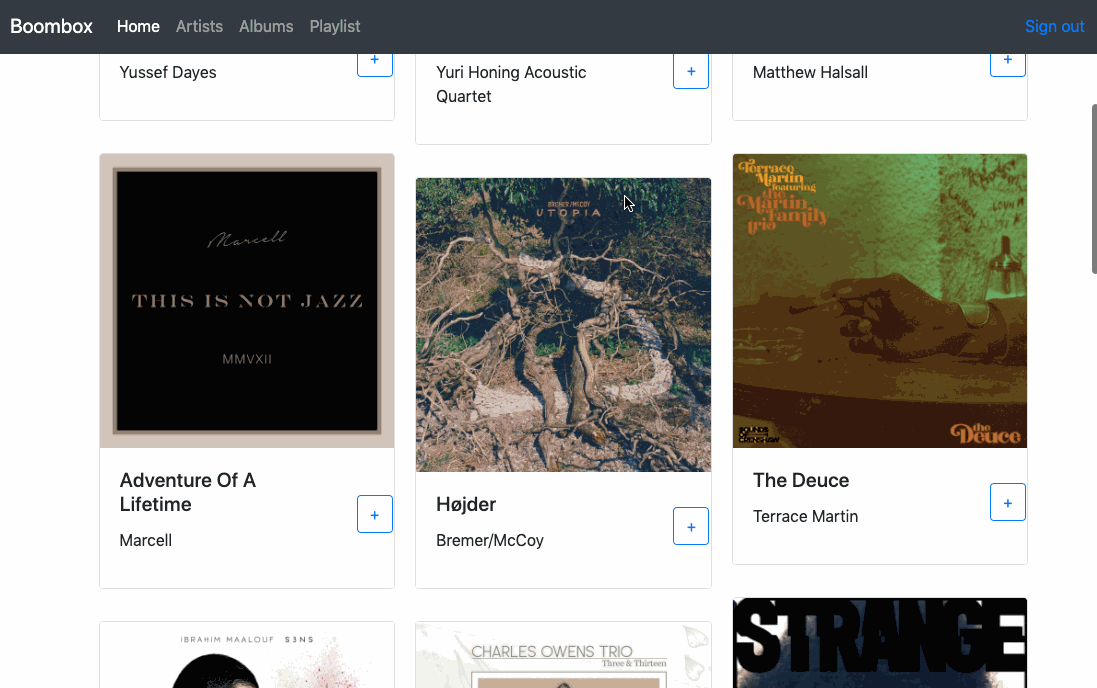 Boombox Home Artists Albums Playlist Sign out
Yussef Dayes
+
Yuri Honing Acoustic
Quartet
+
Matthew Halsall
+
Marcell
THIS IS NOT JAZZ
MMVXII
Adventure Of A
Lifetime
Marcell
+
BREMER/MCCOY
UTOPIA
Højder
Bremer/McCoy
+
Terrace
Martin
featuring
the
Martin
Family
trio
SOUNDS
OF
CRENSHAW
the
Deuce
The Deuce
Terrace Martin
+
IBRAHIM MAALOUF S3NS
CHARLES OWENS TRIO
Three & Thirteen
STRANGE